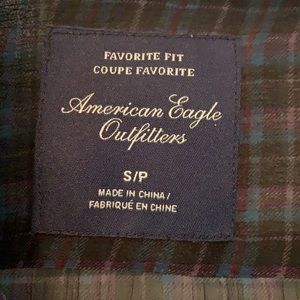 FAVORITE FIT
COUPE FAVORITE
American Eagle
Outfitters
S/P
MADE IN CHINA/
FABRIQUÉ EN CHINE